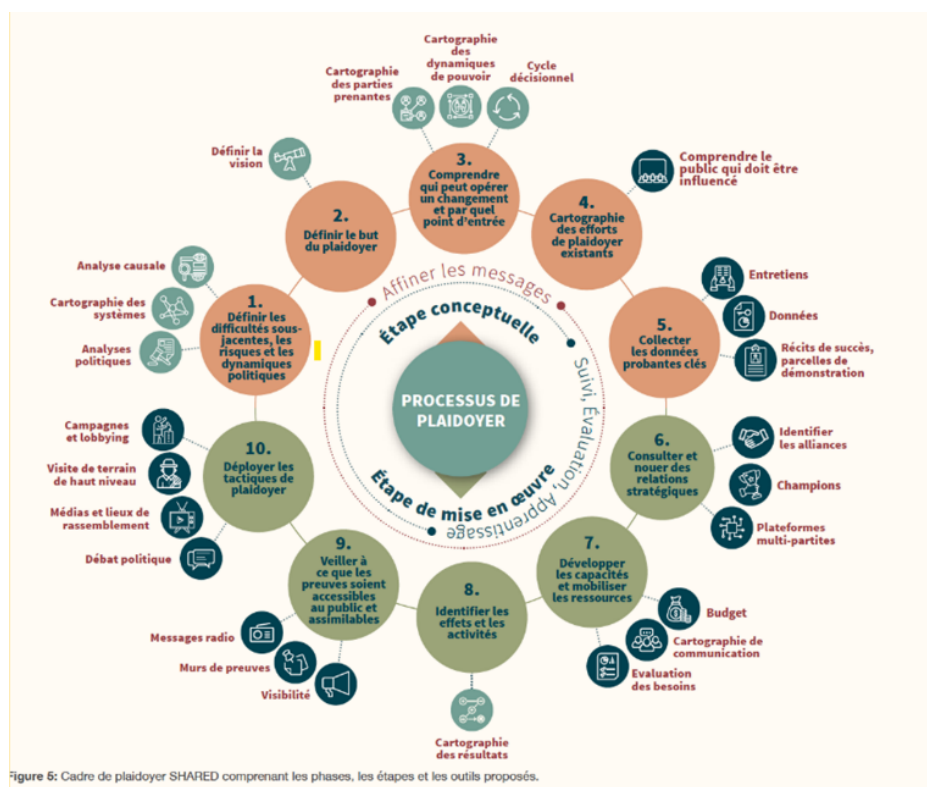 Cartographie
des
dynamiques
de pouvoir
Cartographie
des parties
prenantes
Cycle
décisionnel
Définir la
vision
3.
Comprendre
qui peut opérer
un changement
et par quel
point d'entrée
Comprendre le
public qui doit être
influencé
2.
Définir le but
du plaidoyer
4.
Cartographie
des efforts
de plaidoyer
existants
Analyse causale
Cartographie des
systèmes
Analyses
politiques
1.
Définir les
difficultés sous-
jacentes, les
risques et les
dynamiques
politiques
Affiner les messages
Étape conceptuelle
Entretiens
Données
Récits de succès,
parcelles de
démonstration
5.
Collecter
les données
probantes clés
PROCESSUS DE
PLAIDOYER
Suivi, Évaluation, Apprentissage
Étape de mise en œuvre
Campagnes
et lobbying
Visite de terrain
de haut niveau
Médias et lieux de
rassemblement
Débat politique
10.
Déployer les
tactiques de
plaidoyer
6.
Consulter et
nouer des
relations
stratégiques
Identifier
les alliances
Champions
Plateformes
multi-partites
9.
Veiller à
ce que les
preuves soient
accessibles
au public et
assimilables
8.
Identifier les
effets et les
activités
7.
Développer
les capacités
et mobiliser
les ressources
Messages radio
Murs de preuves
Visibilité
Budget
Cartographie de
communication
Evaluation
des besoins
Cartographie
des résultats
Figure 5: Cadre de plaidoyer SHARED comprenant les phases, les étapes et les outils proposés.